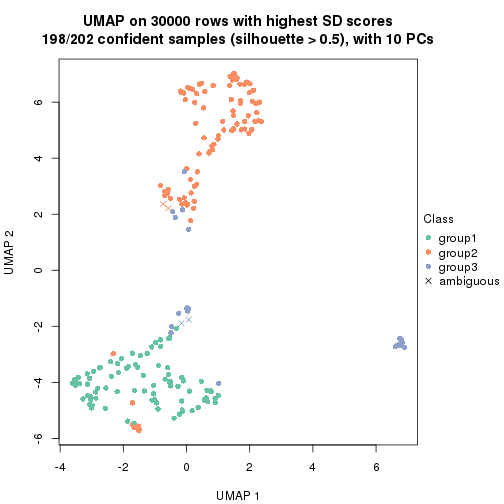 UMAP on 30000 rows with highest SD scores
198/202 confident samples (silhouette > 0.5), with 10 PCs
6
4
2
0
-2
-4
-6
UMAP 2
-4
-2
0
2
4
6
UMAP 1
Class
group1
group2
group3
ambiguous